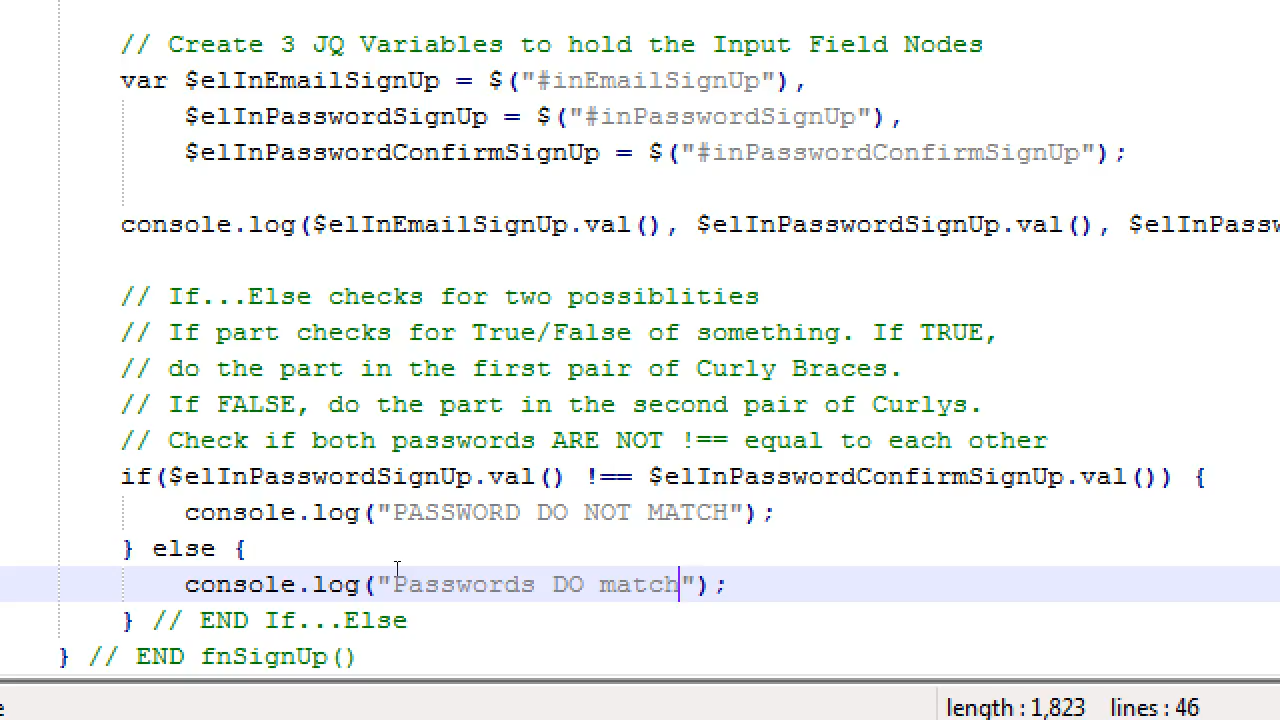 // Create 3 JQ Variables to hold the Input Field Nodes
var $elInEmailSignUp = $("#inEmailSignUp"),
$elInPasswordSignUp = $("#inPasswordSignUp"),
$elInPasswordConfirmSignUp = $("#inPasswordConfirmSignUp");
console.log($elInEmailSignUp.val(), $elInPasswordSignUp.val(), $elInPassw
// If...Else checks for two possiblities
// If part checks for True/False of something. If TRUE,
// do the part in the first pair of Curly Braces.
// If FALSE, do the part in the second pair of Curlys.
// Check if both passwords ARE NOT !== equal to each other
if($elInPasswordSignUp.val() !== $elInPasswordConfirmSignUp.val()) {
console.log("PASSWORD DO NOT MATCH");
} else {
console.log("Passwords DO match");
} // END If...Else
} // END fnSignUp()
length : 1,823 lines : 46